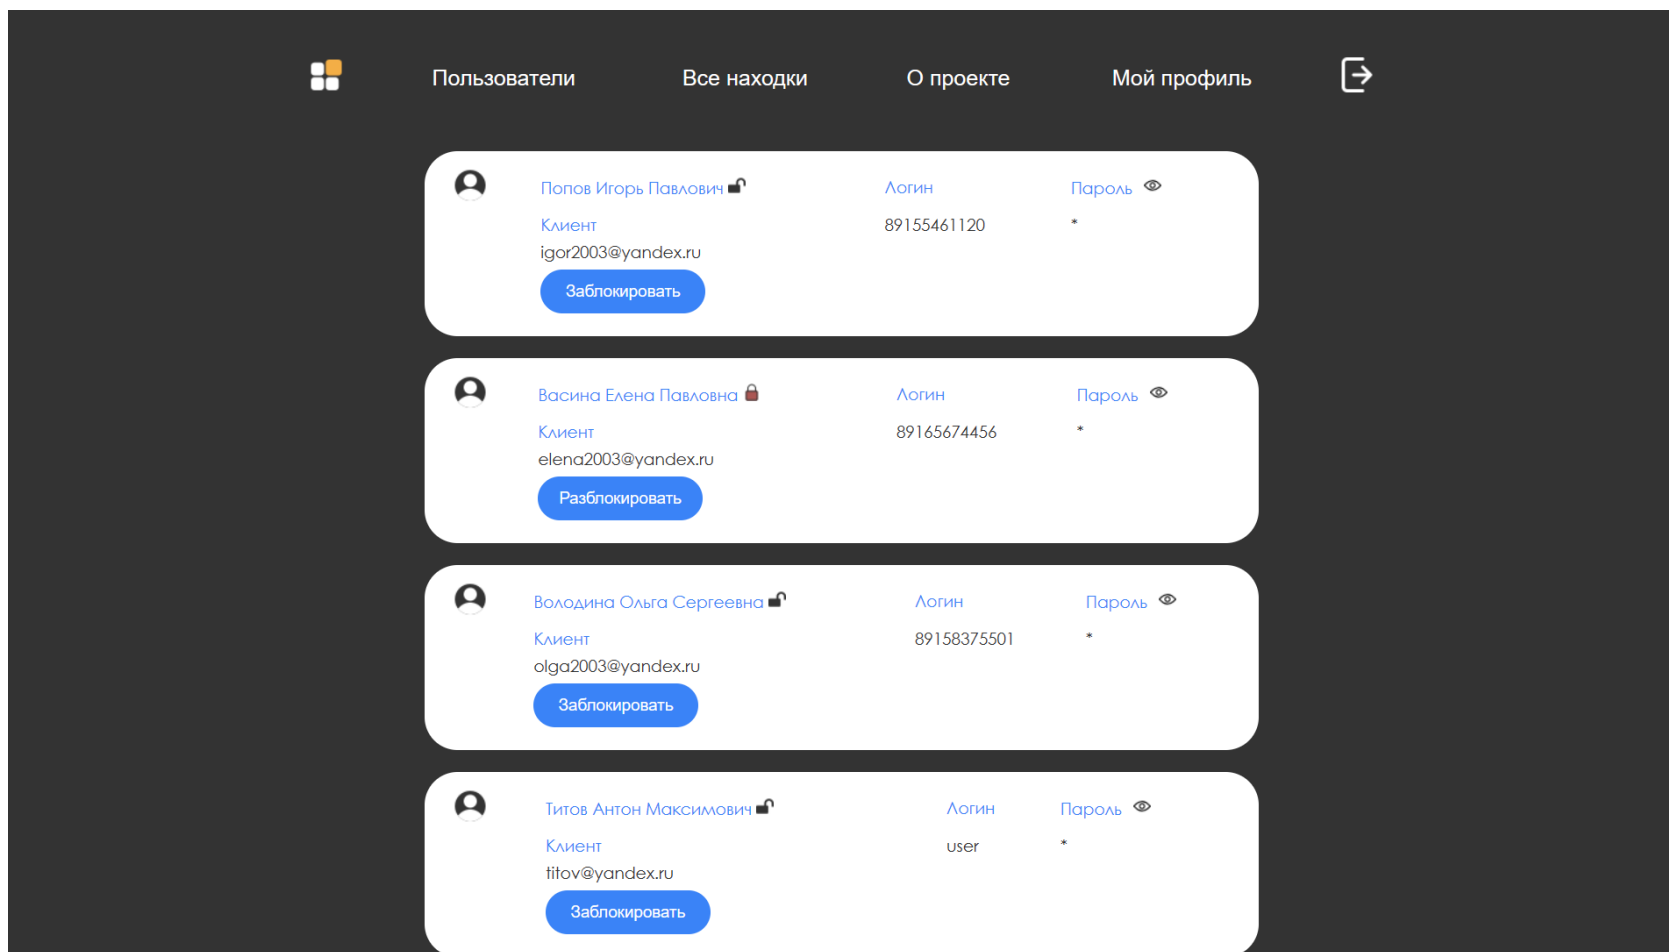 Пользователи Все находки О проекте Мой профиль
Попов Игорь Павлович Логин Пароль
Клиент 89155461120 *
igor2003@yandex.ru
Заблокировать
Васина Елена Павловна Логин Пароль
Клиент 89165674456 *
elena2003@yandex.ru
Разблокировать
Володина Ольга Сергеевна Логин Пароль
Клиент 89158375501 *
olga2003@yandex.ru
Заблокировать
Титов Антон Максимович Логин Пароль
Клиент user *
titov@yandex.ru
Заблокировать